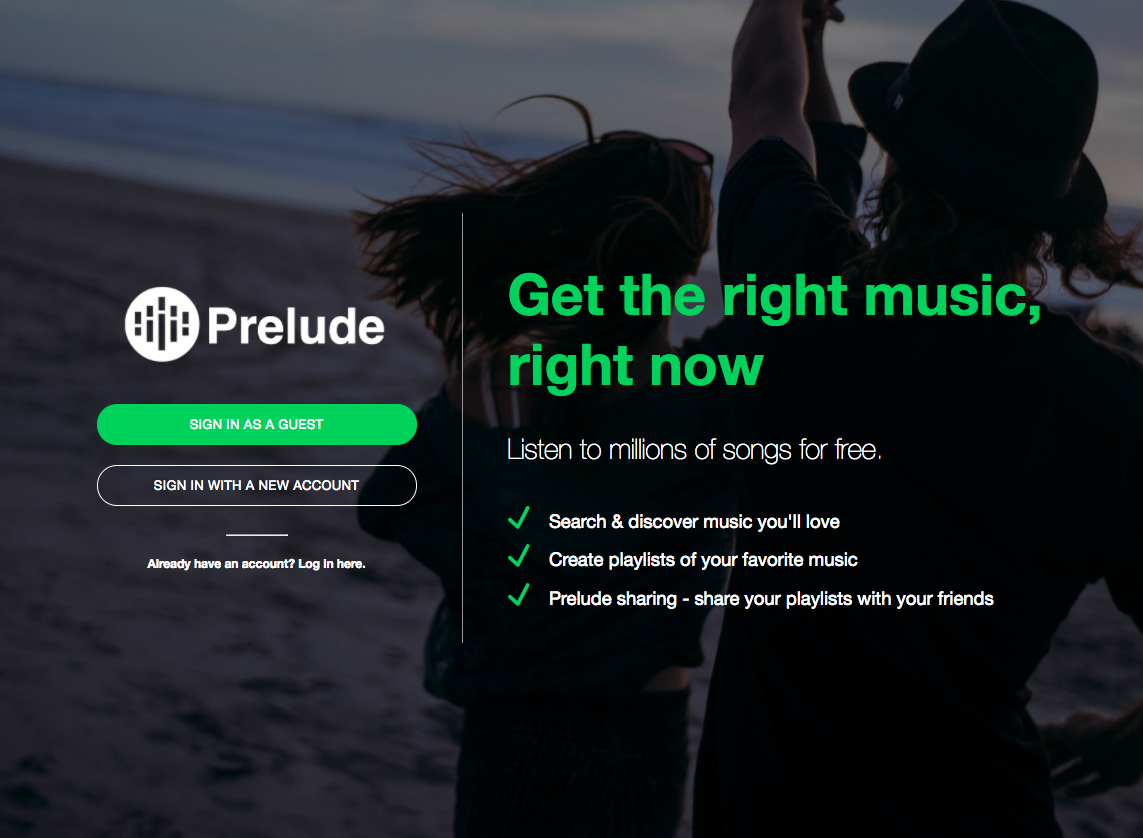 Prelude
SIGN IN AS A GUEST
SIGN IN WITH A NEW ACCOUNT
Already have an account? Log in here.
Get the right music,
right now
Listen to millions of songs for free.
Search & discover music you'll love
Create playlists of your favorite music
Prelude sharing - share your playlists with your friends